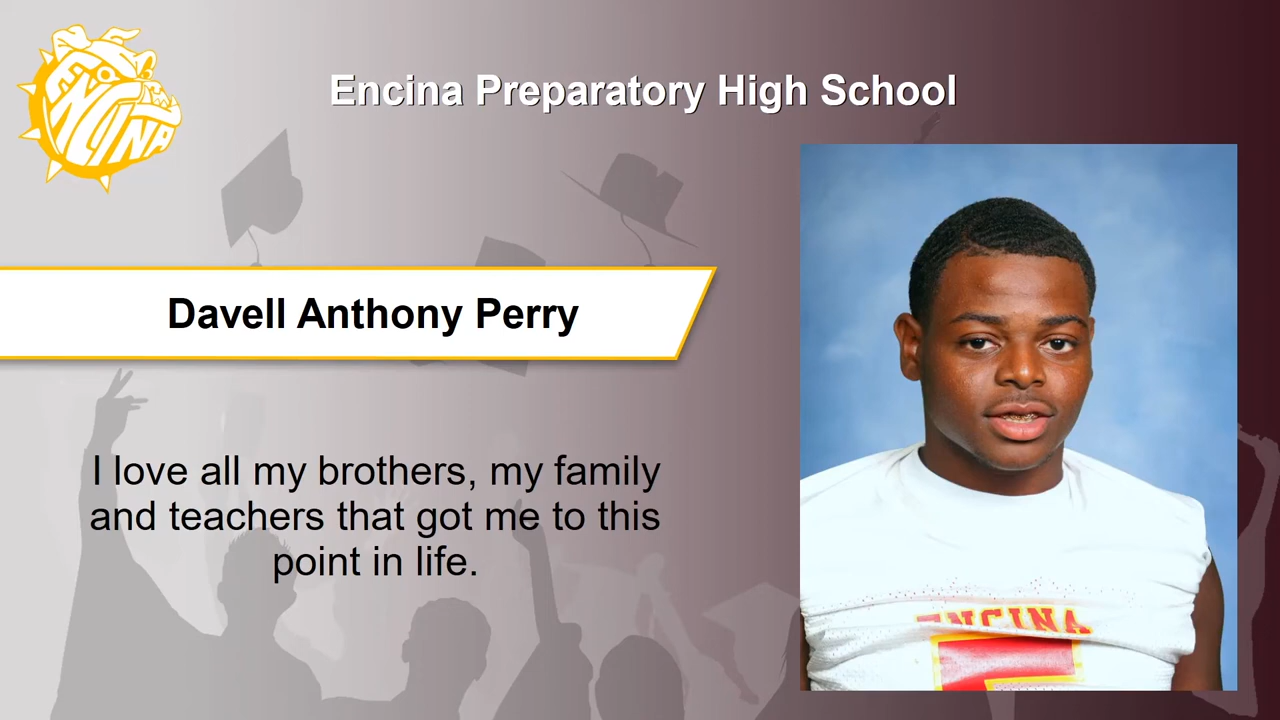 ENCINA
Encina Preparatory High School
Davell Anthony Perry
I love all my brothers, my family
and teachers that got me to this
point in life.
ENCINA